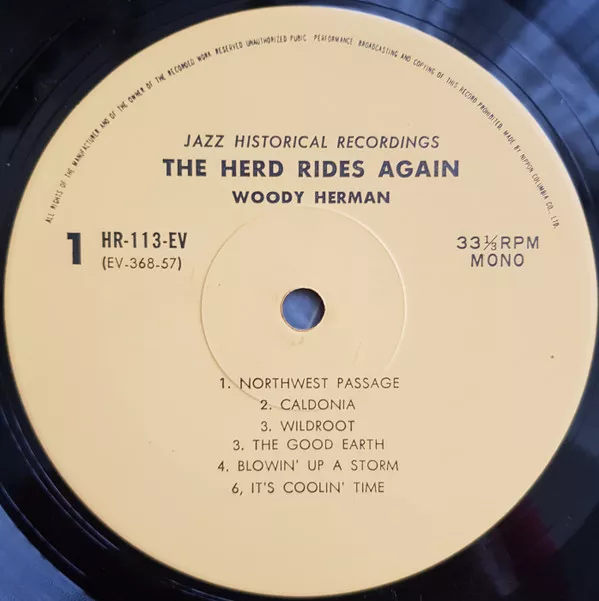 ALL RIGHTS OF THE MANUFACTURER AND OF THE OWNER OF THE RECORDED WORK RESERVED UNAUTHORIZED PUBIC PERFORMANCE, BROADCASTING AND COPYING OF THIS RECORD PROHIBITED. MADE BY NIPPON COLUMBIA CO., LTD.
JAZZ HISTORICAL RECORDINGS
THE HERD RIDES AGAIN
WOODY HERMAN
1 HR-113-EV 33⅓RPM
(EV-368-57) MONO
1. NORTHWEST PASSAGE
2. CALDONIA
3. WILDROOT
3. THE GOOD EARTH
4. BLOWIN' UP A STORM
6, IT'S COOLIN' TIME